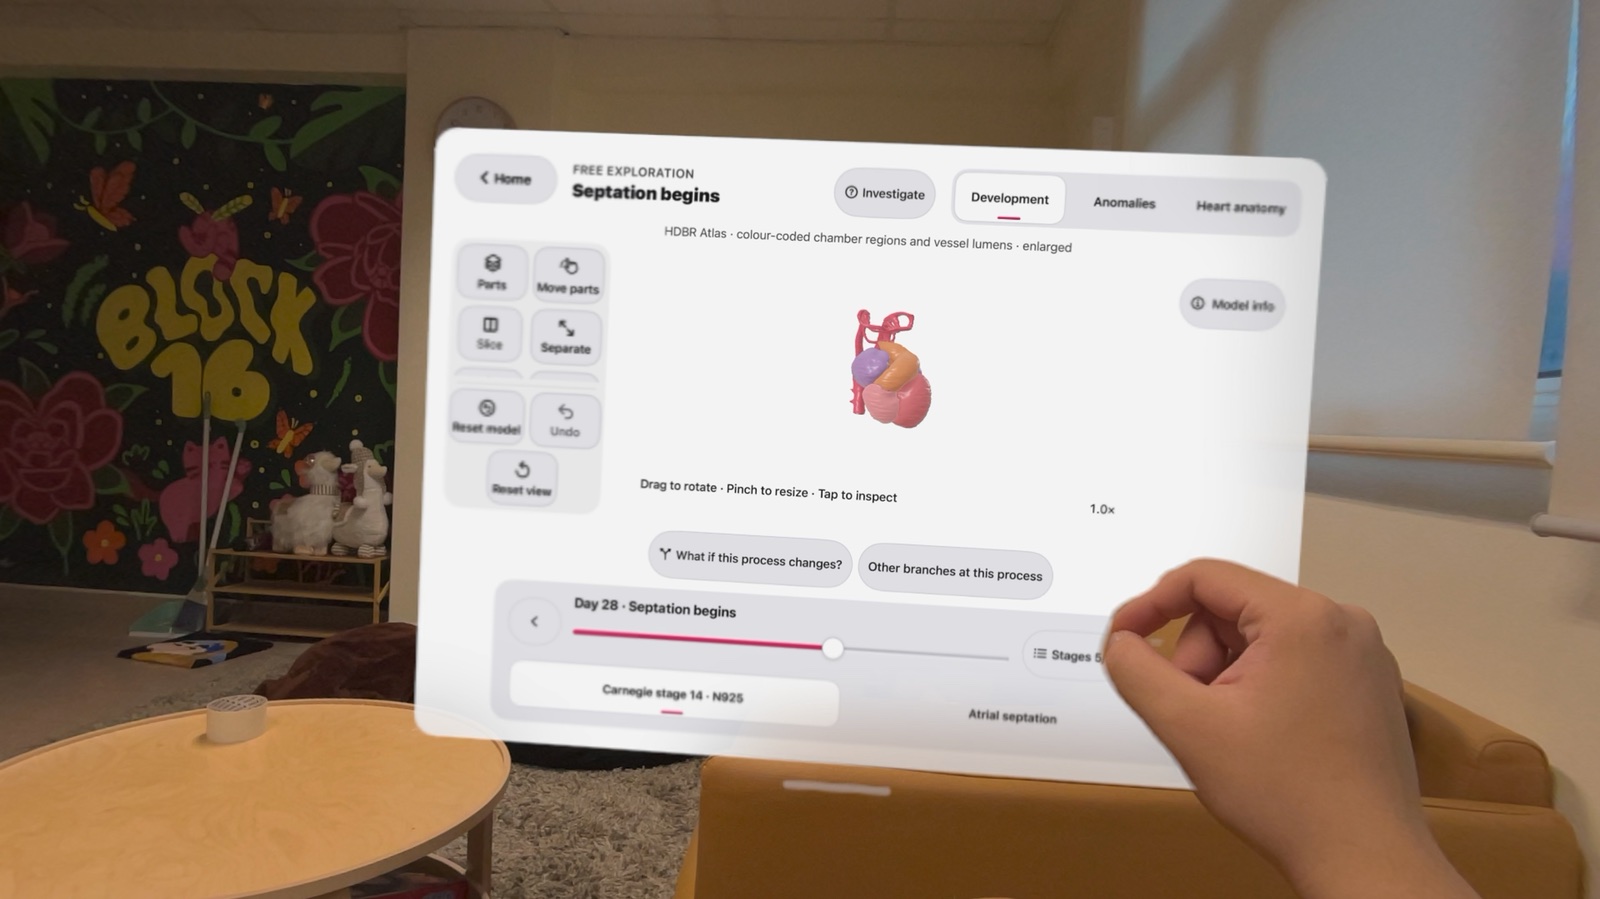 BLOCK
16
Home
FREE EXPLORATION
Septation begins
Investigate
Development
Anomalies
Heart anatomy
HDBR Atlas · colour-coded chamber regions and vessel lumens · enlarged
Parts
Move parts
Model info
Slice
Separate
Reset model
Undo
Reset view
Drag to rotate · Pinch to resize · Tap to inspect
1.0×
What if this process changes?
Other branches at this process
Day 28 · Septation begins
Stages
Carnegie stage 14 · N925
Atrial septation